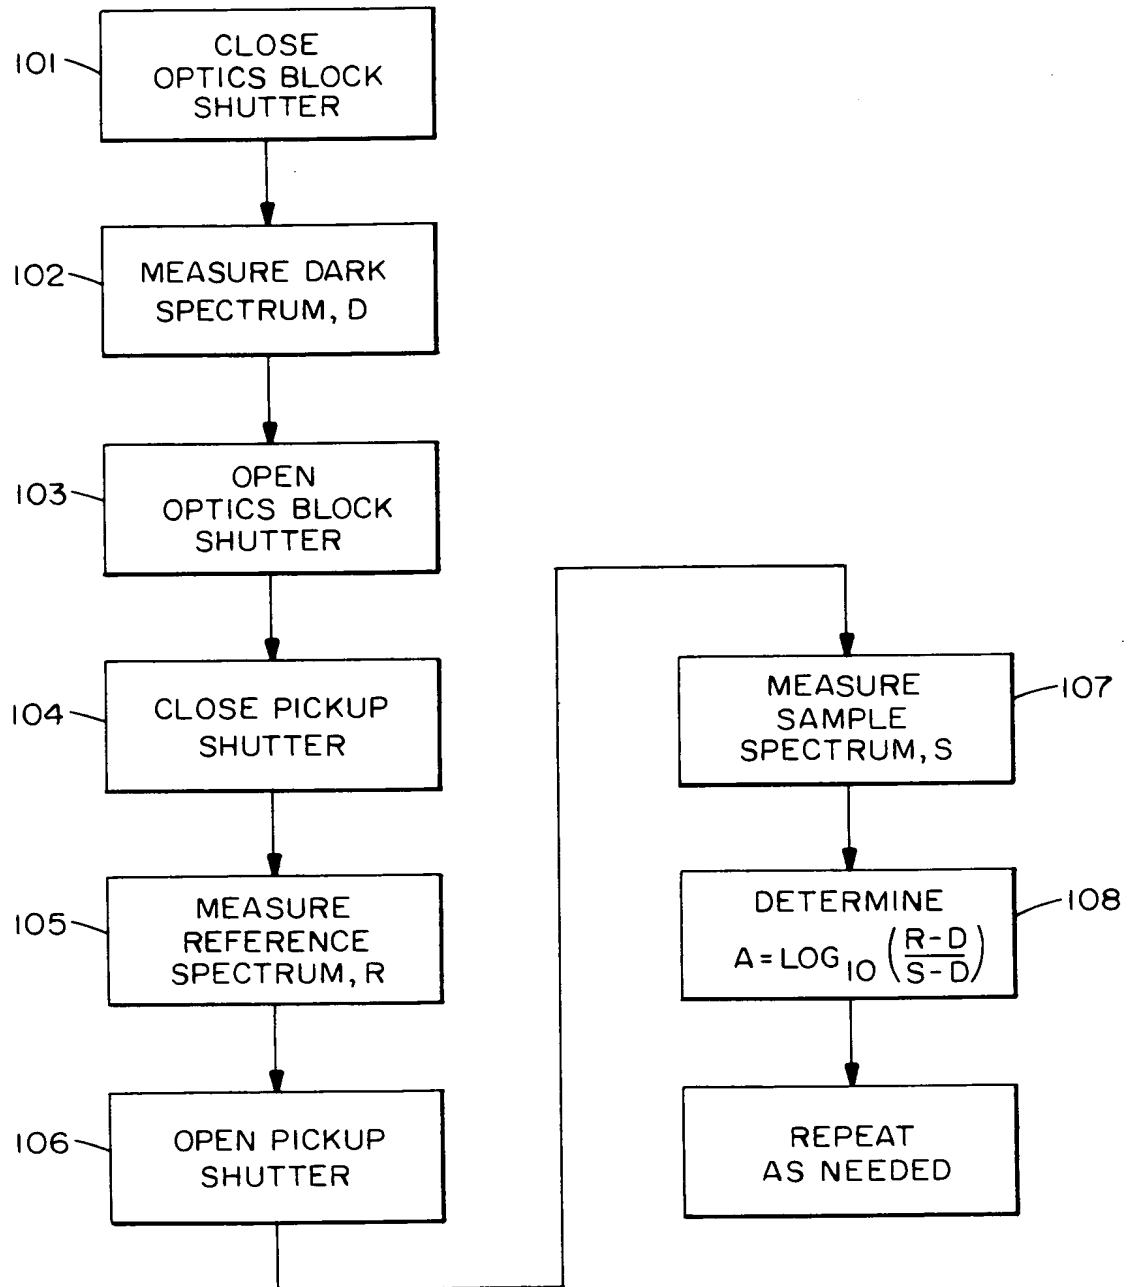 101
CLOSE
OPTICS BLOCK
SHUTTER
102
MEASURE DARK
SPECTRUM, D
103
OPEN
OPTICS BLOCK
SHUTTER
104
CLOSE PICKUP
SHUTTER
105
MEASURE
REFERENCE
SPECTRUM, R
106
OPEN PICKUP
SHUTTER
MEASURE
SAMPLE
SPECTRUM, S
107
DETERMINE
A = LOG10 (R-D/S-D)
108
REPEAT
AS NEEDED